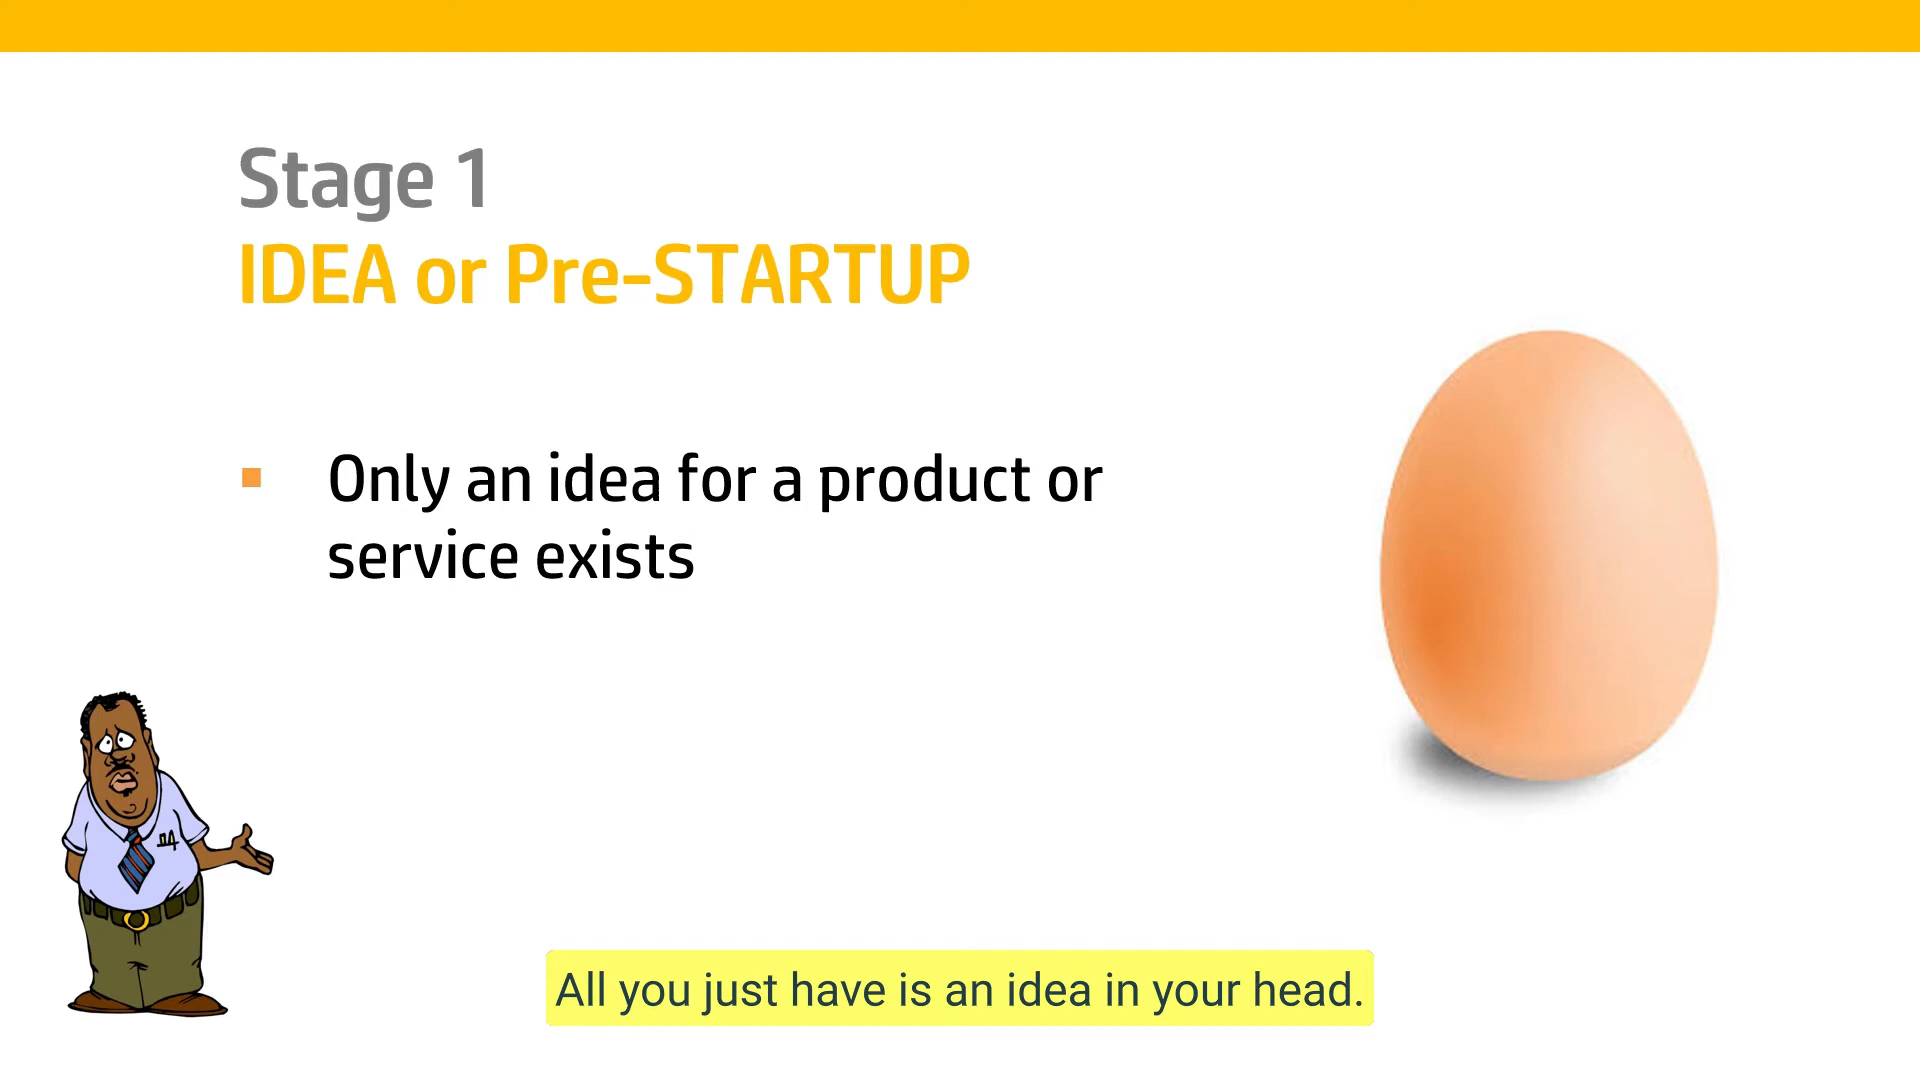 Stage 1
IDEA or Pre-STARTUP
▪ Only an idea for a product or
service exists
All you just have is an idea in your head.